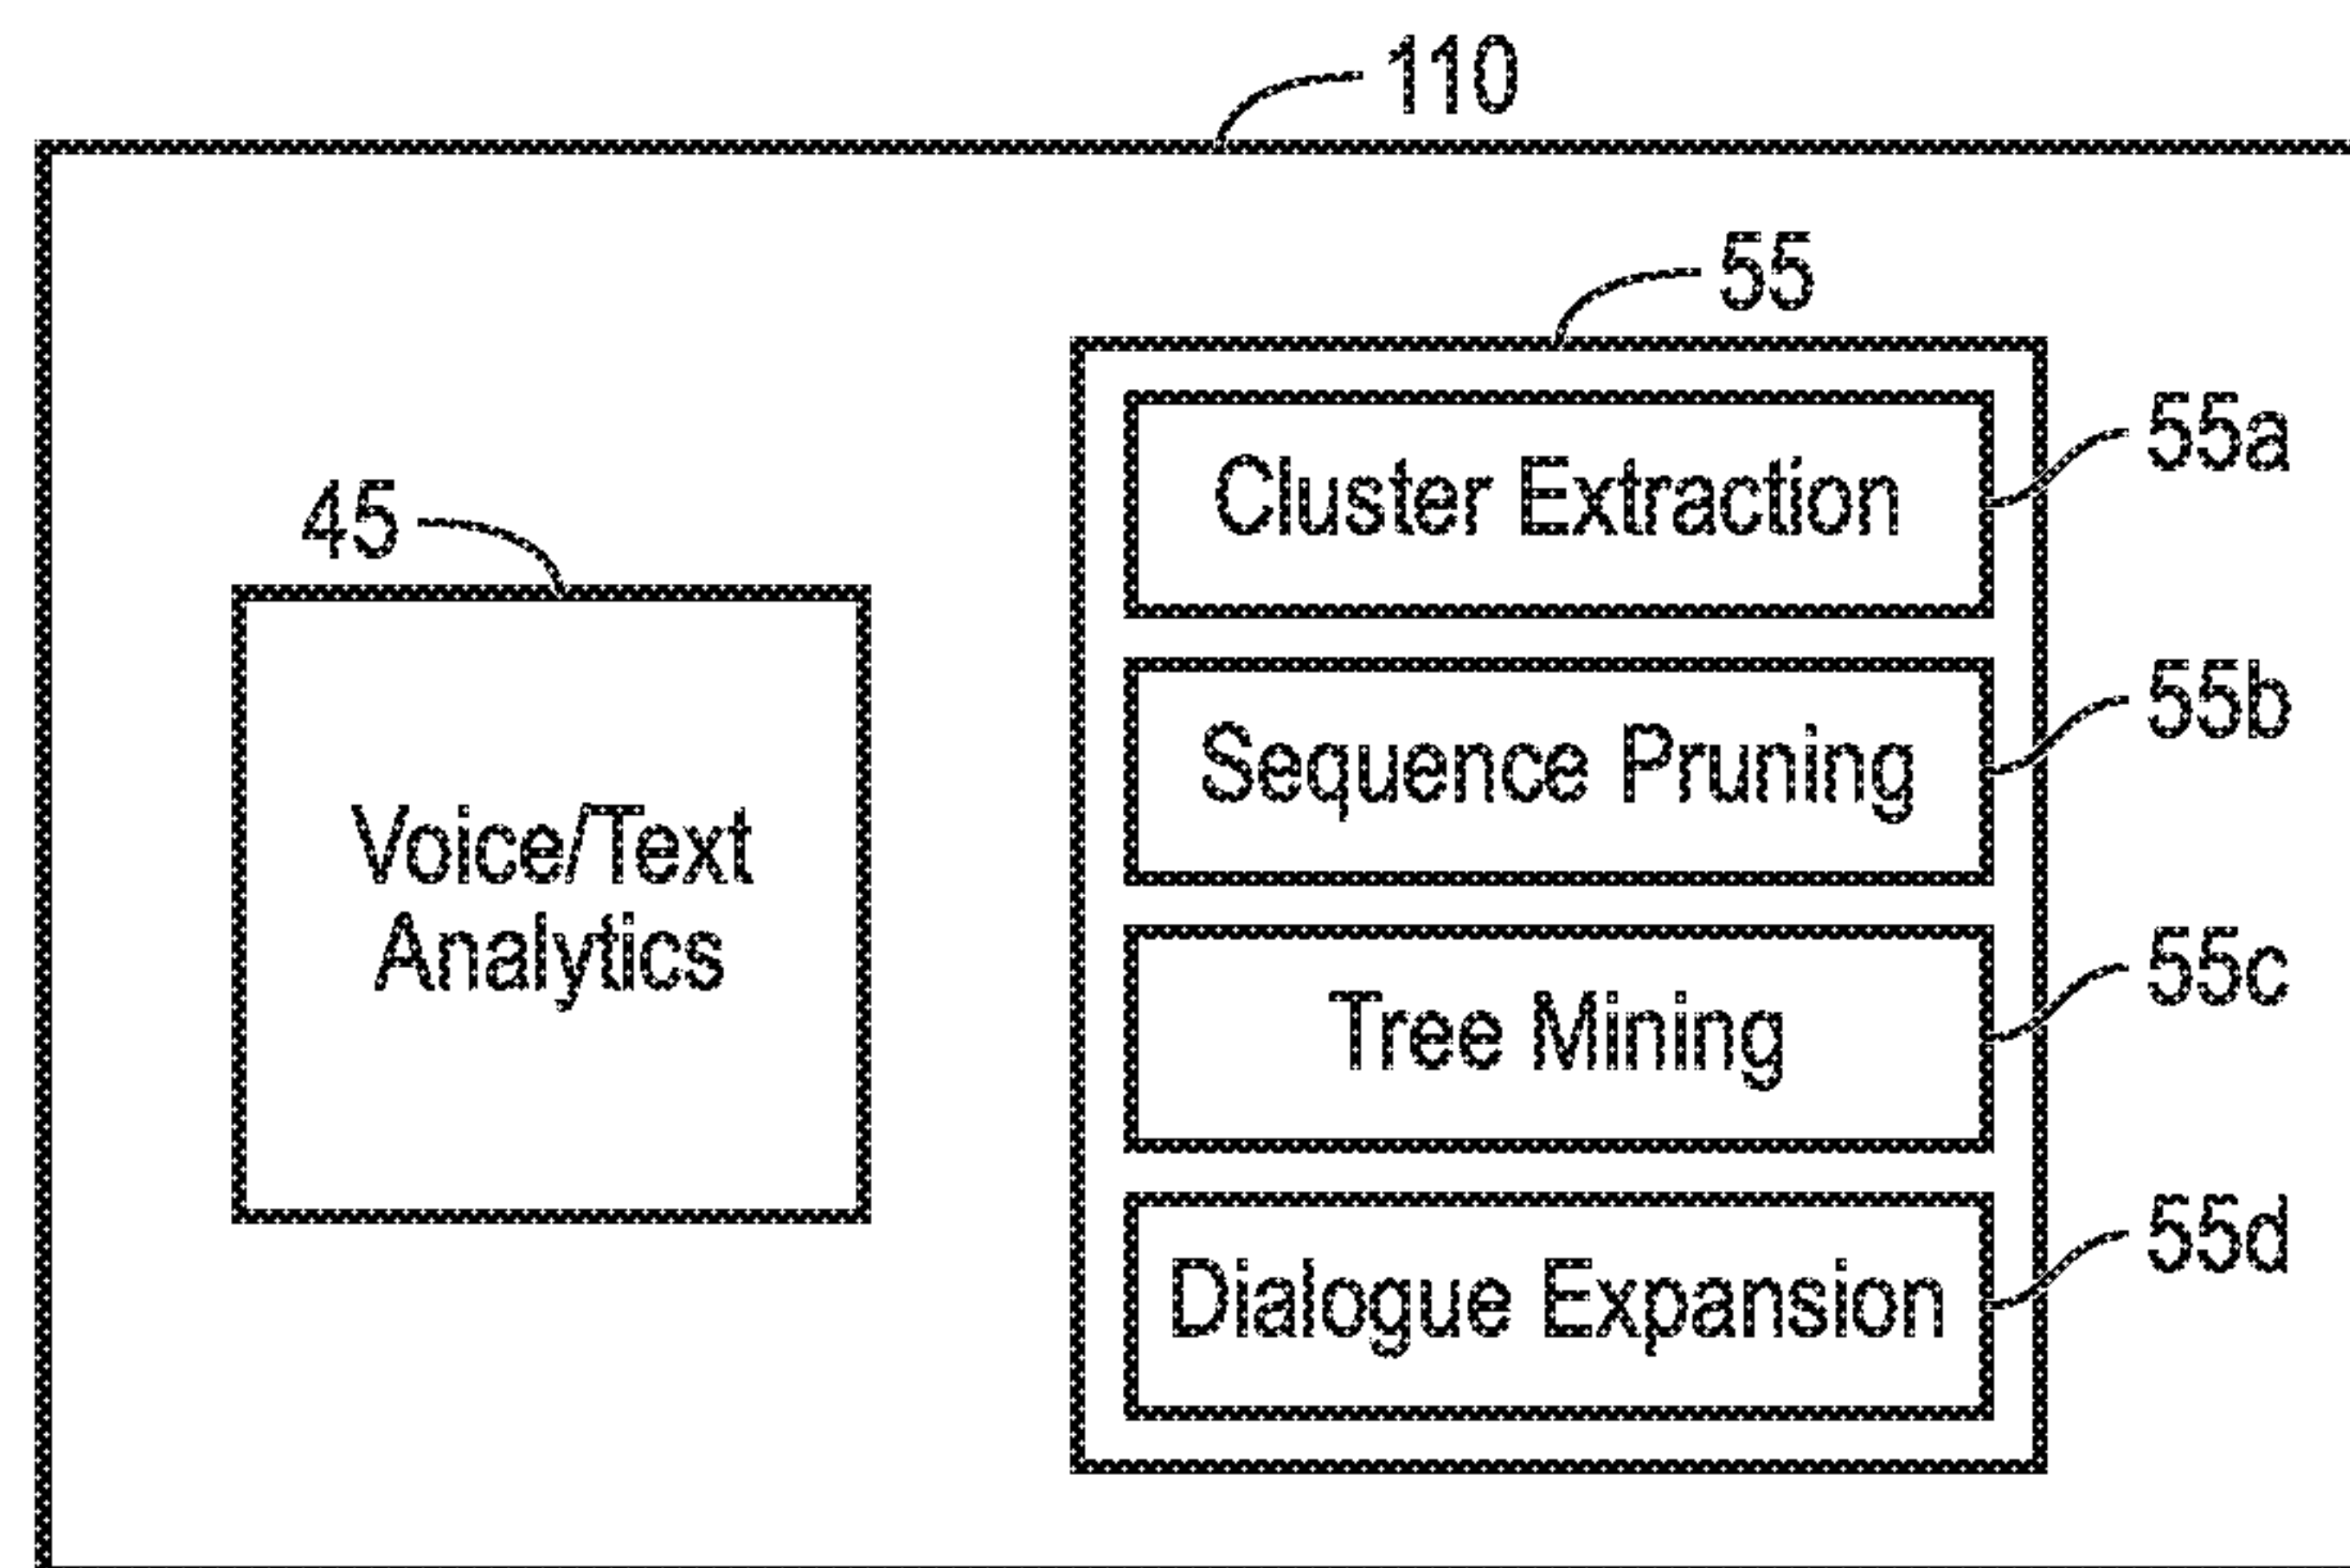 110
55
55a
Cluster Extraction
45
55b
Sequence Pruning
Voice/Text
Analytics
55c
Tree Mining
55d
Dialogue Expansion